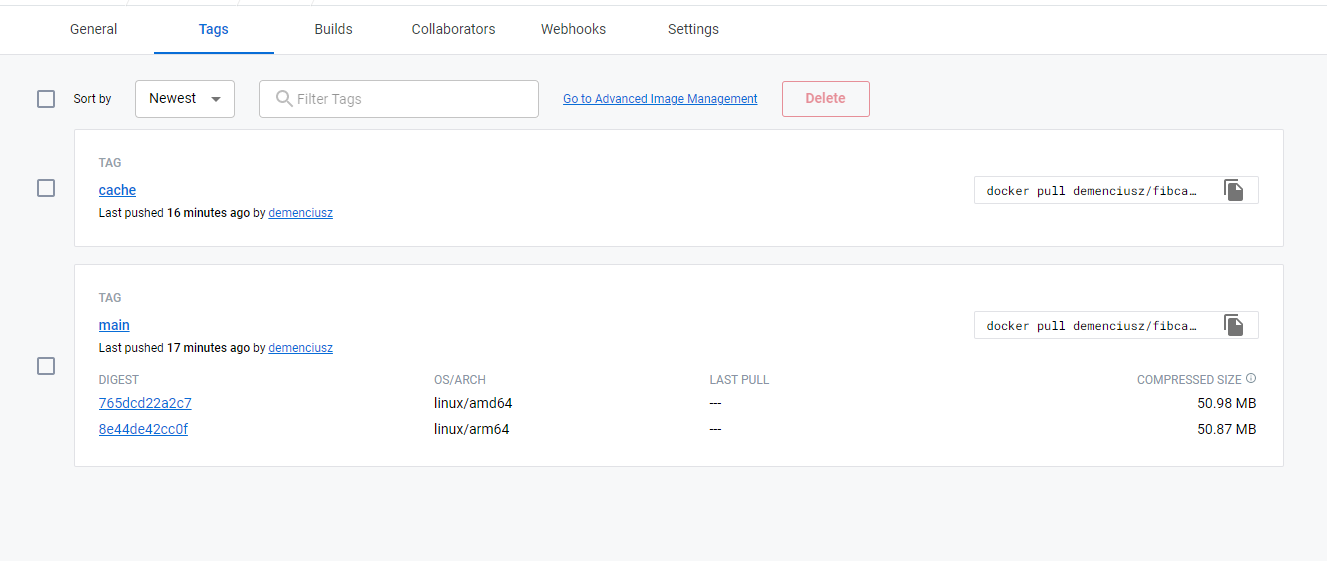 General Tags Builds Collaborators Webhooks Settings
Sort by Newest Filter Tags Go to Advanced Image Management Delete
TAG
cache docker pull demenciusz/fibca…
Last pushed 16 minutes ago by demenciusz
TAG
main docker pull demenciusz/fibca…
Last pushed 17 minutes ago by demenciusz
DIGEST OS/ARCH LAST PULL COMPRESSED SIZE
765dcd22a2c7 linux/amd64 --- 50.98 MB
8e44de42cc0f linux/arm64 --- 50.87 MB